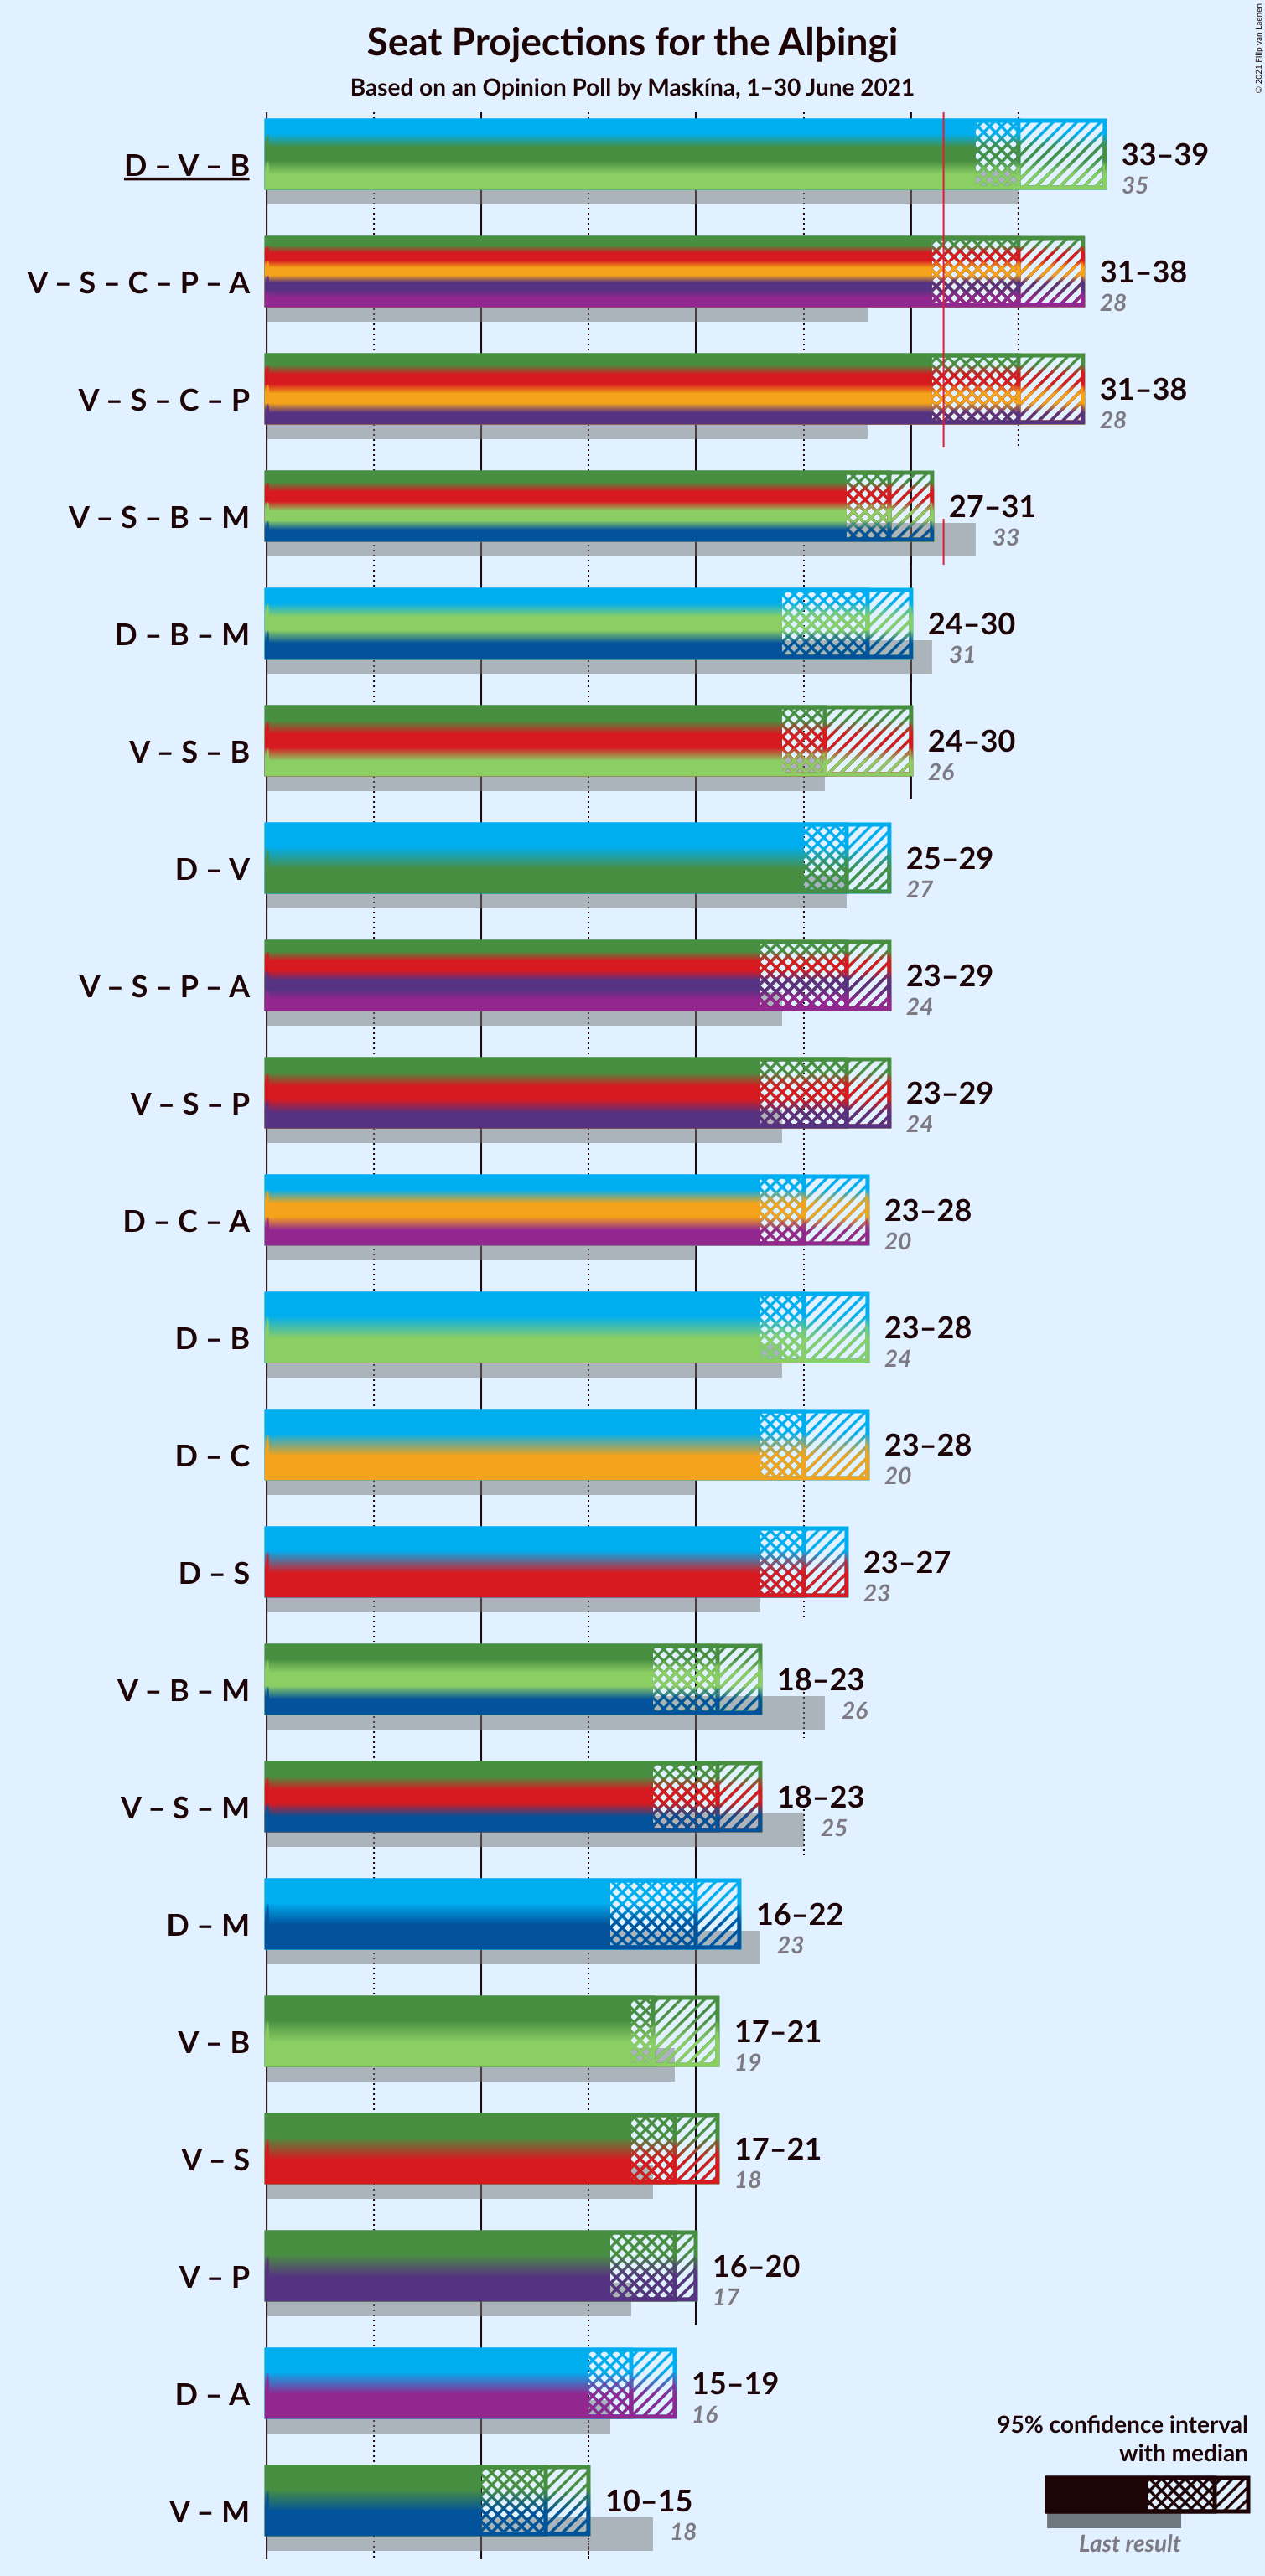 Seat Projections for the Alþingi
Based on an Opinion Poll by Maskína, 1–30 June 2021
© 2021 Filip van Laenen
D – V – B
33–39
35
V – S – C – P – A
31–38
28
V – S – C – P
31–38
28
V – S – B – M
27–31
33
D – B – M
24–30
31
V – S – B
24–30
26
D – V
25–29
27
V – S – P – A
23–29
24
V – S – P
23–29
24
D – C – A
23–28
20
D – B
23–28
24
D – C
23–28
20
D – S
23–27
23
V – B – M
18–23
26
V – S – M
18–23
25
D – M
16–22
23
V – B
17–21
19
V – S
17–21
18
V – P
16–20
17
D – A
15–19
16
V – M
10–15
18
95% confidence interval
with median
Last result